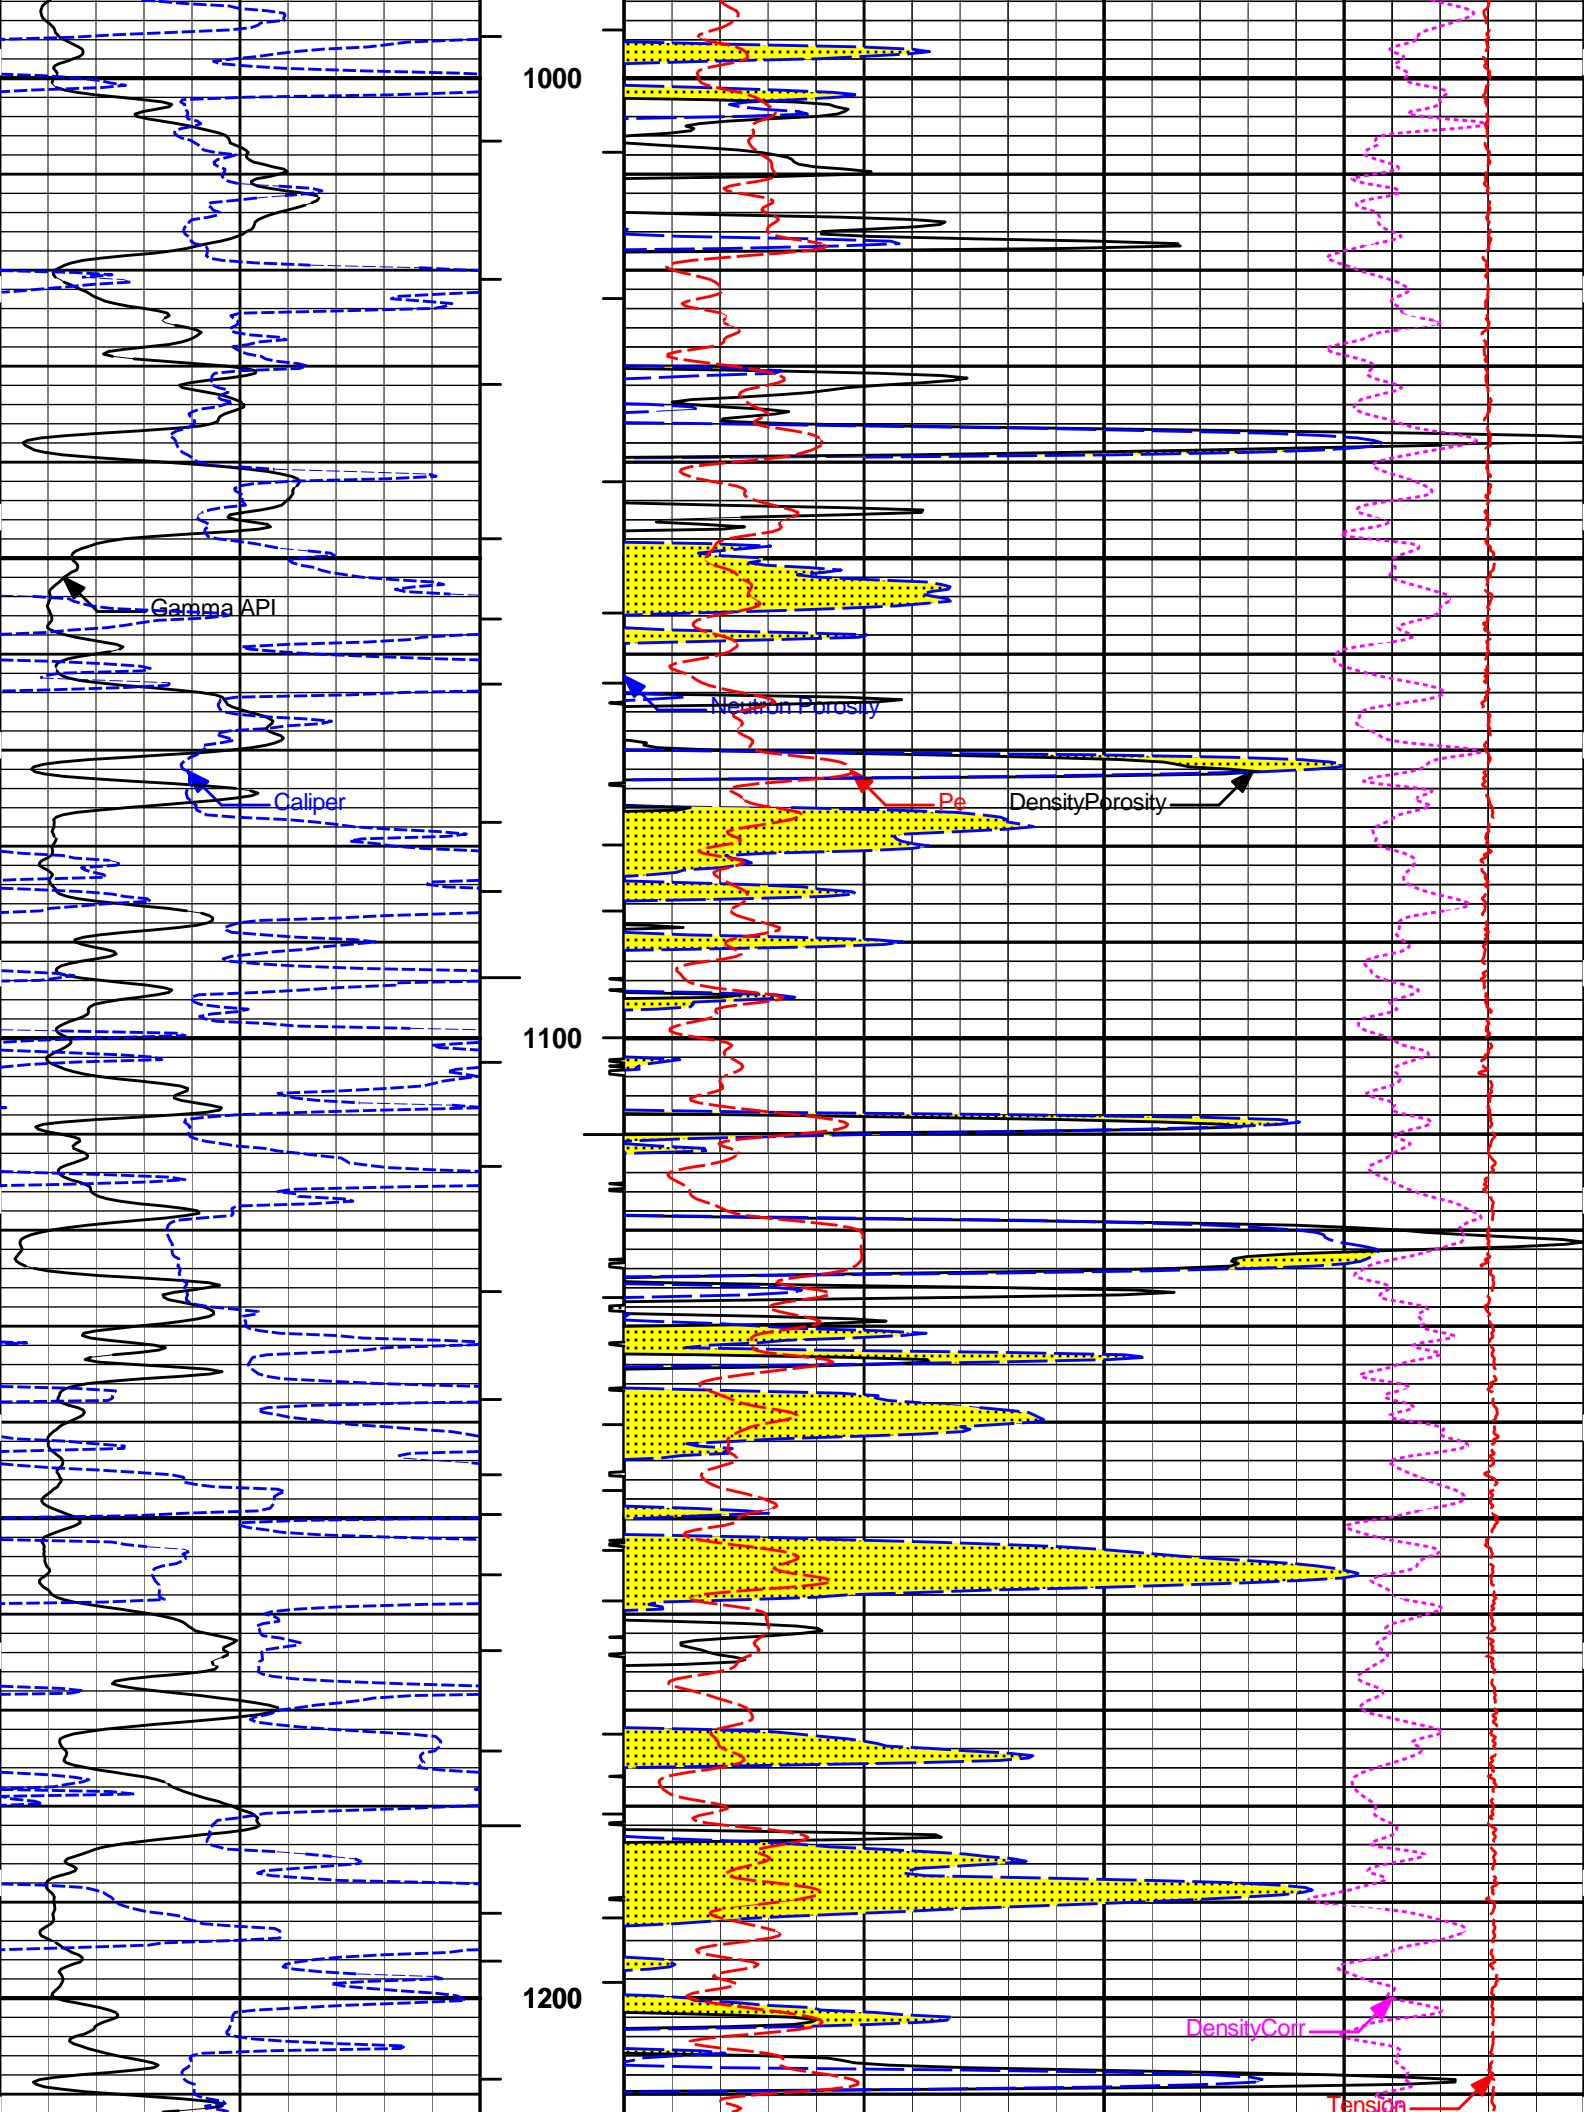 1000
Gamma API
Neutron Porosity
Caliper
Pe
DensityPorosity
1100
1200
DensityCorr
Tension